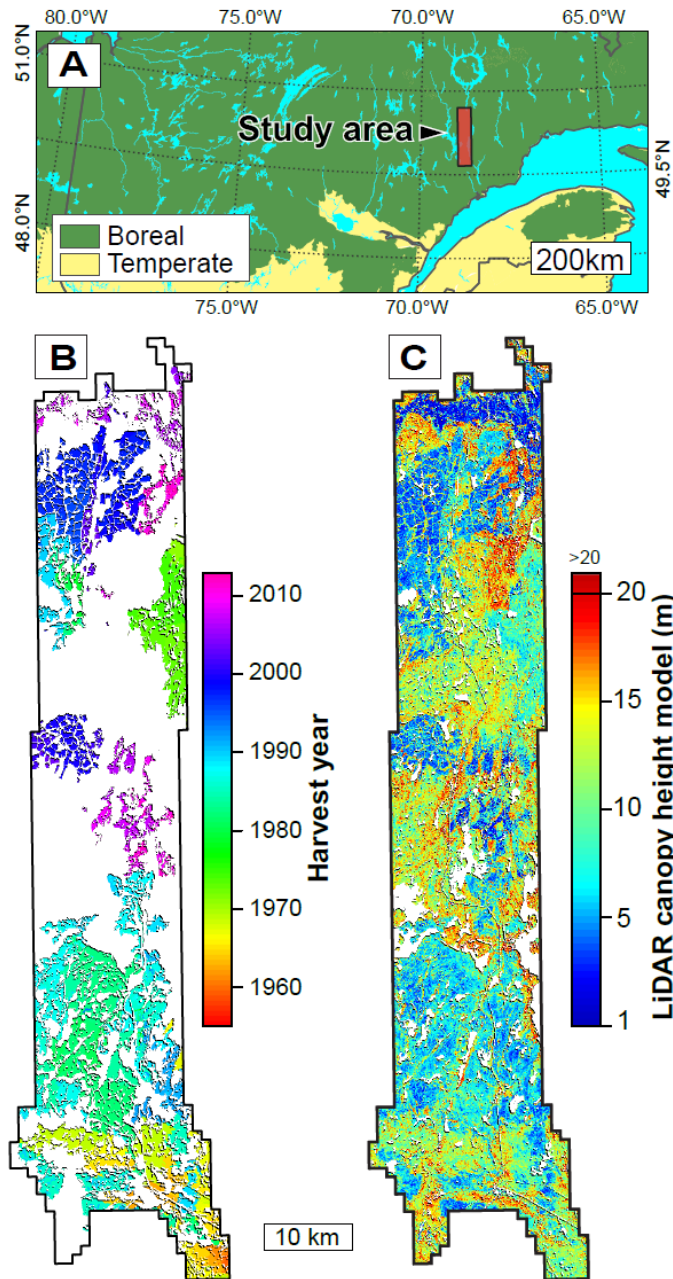 80.0°W 75.0°W 70.0°W 65.0°W
51.0°N
A
Study area
49.5°N
48.0°N
Boreal
Temperate
200km
75.0°W 70.0°W 65.0°W
B
C
2010
2000
1990
1980
1970
1960
Harvest year
>20
20
15
10
5
1
LiDAR canopy height model (m)
10 km